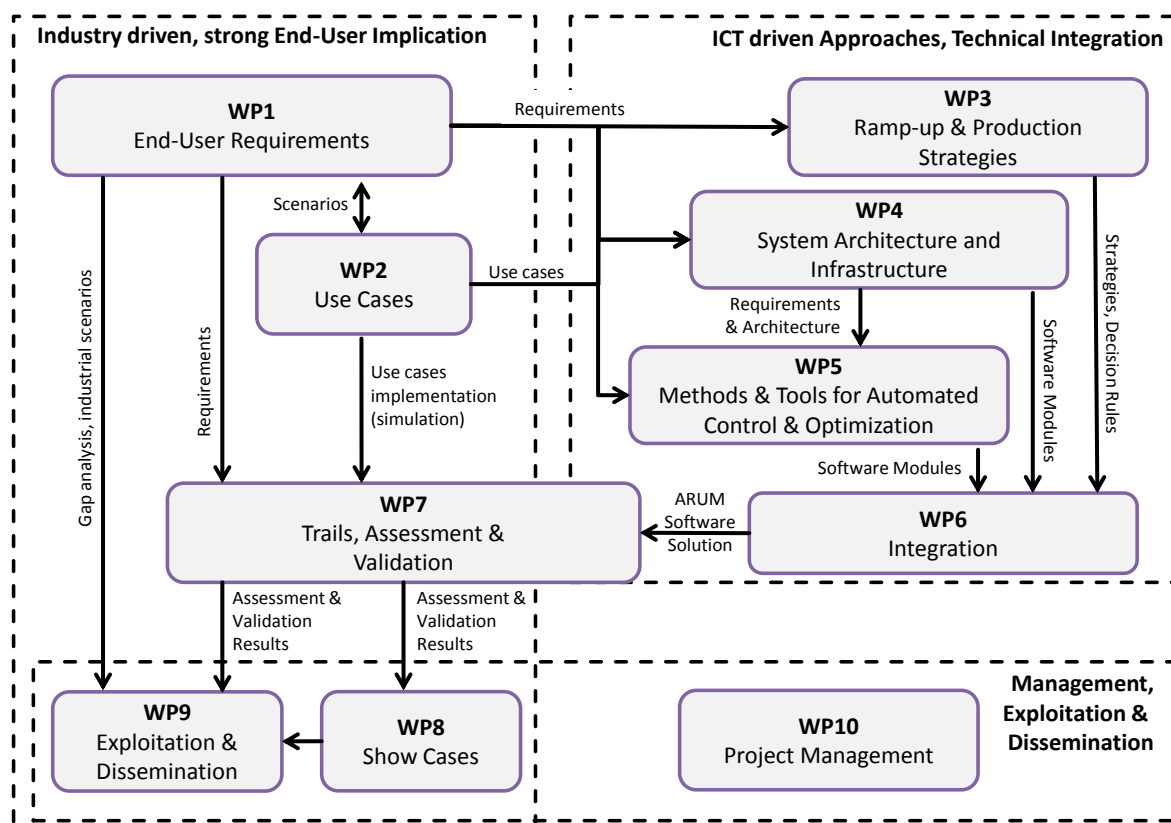 Industry driven, strong End-User Implication
ICT driven Approaches, Technical Integration
WP1
End-User Requirements
Requirements
WP3
Ramp-up & Production
Strategies
Scenarios
WP4
System Architecture and
Infrastructure
WP2
Use Cases
Use cases
Requirements
& Architecture
Strategies, Decision Rules
Software Modules
Gap analysis, industrial scenarios
Requirements
Use cases
implementation
(simulation)
WP5
Methods & Tools for Automated
Control & Optimization
Software Modules
WP7
Trails, Assessment &
Validation
ARUM
Software
Solution
WP6
Integration
Assessment &
Validation
Results
Assessment &
Validation
Results
WP9
Exploitation &
Dissemination
WP8
Show Cases
WP10
Project Management
Management,
Exploitation &
Dissemination